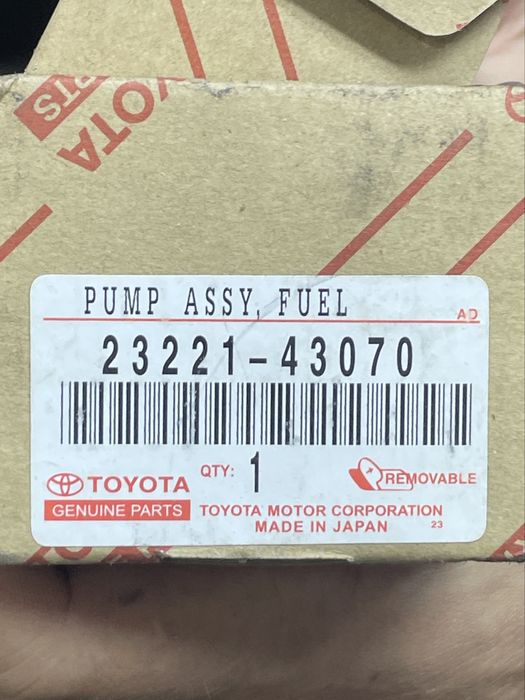 TOYOTA
PARTS
PUMP ASSY, FUEL
AD
23221-43070
TOYOTA
QTY: 1
REMOVABLE
GENUINE PARTS
TOYOTA MOTOR CORPORATION
MADE IN JAPAN
23